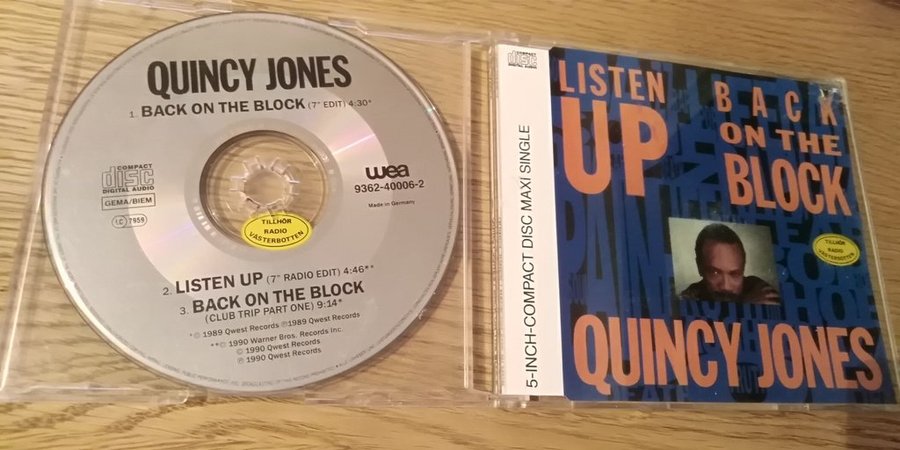 QUINCY JONES
1. BACK ON THE BLOCK (7" EDIT) 4:30*
COMPACT
disc
DIGITAL AUDIO
GEMA/BIEM
LC 7959
wea
9362-40006-2
Made in Germany
TILLHÖR
RADIO
VÄSTERBOTTEN
2. LISTEN UP (7" RADIO EDIT) 4:46**
3. BACK ON THE BLOCK
(CLUB TRIP PART ONE) 9:14*
*© 1989 Qwest Records ℗1989 Qwest Records
**© 1990 Warner Bros. Records Inc.
© 1990 Qwest Records
℗ 1990 Qwest Records
5-INCH-COMPACT DISC MAXI SINGLE
COMPACT
disc
DIGITAL AUDIO
LISTEN
UP
BACK
ON THE
BLOCK
TILLHÖR
RADIO
VÄSTERBOTTEN
QUINCY JONES